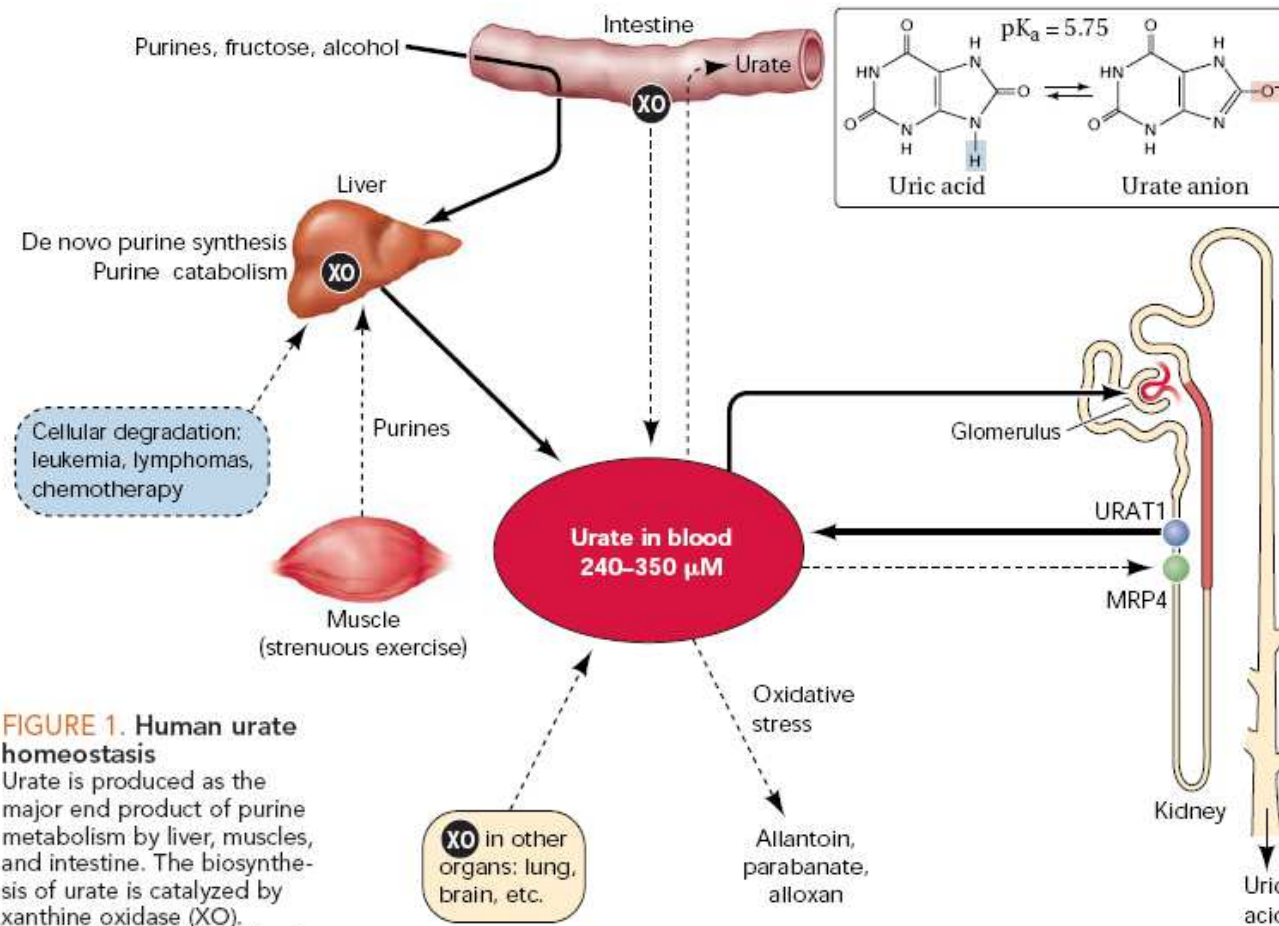 Intestine
Purines, fructose, alcohol
Urate
XO
pKa = 5.75
O
H
N
HN
O
O
N
H
N
H
Uric acid
O
H
N
HN
O−
O
N
H
N
Urate anion
Liver
De novo purine synthesis
Purine catabolism
XO
Cellular degradation:
leukemia, lymphomas,
chemotherapy
Purines
Muscle
(strenuous exercise)
Glomerulus
URAT1
MRP4
Urate in blood
240–350 µM
Oxidative
stress
Allantoin,
parabanate,
alloxan
XO in other
organs: lung,
brain, etc.
Kidney
Uric
acid
FIGURE 1. Human urate
homeostasis
Urate is produced as the
major end product of purine
metabolism by liver, muscles,
and intestine. The biosynthe-
sis of urate is catalyzed by
xanthine oxidase (XO).